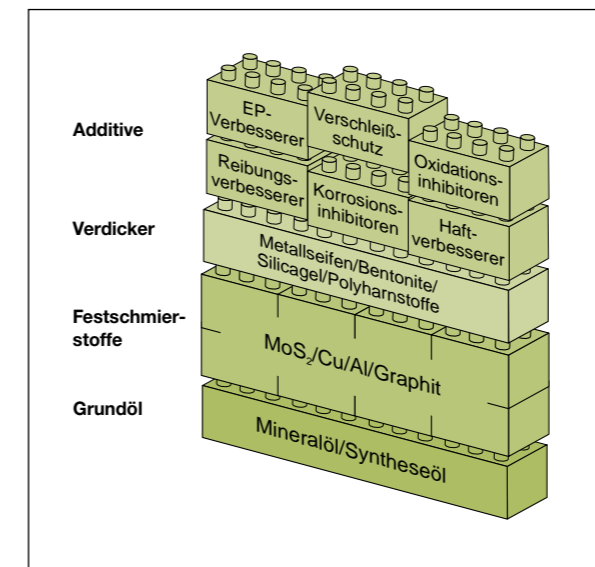 Additive
EP-
Verbesserer
Verschleiß-
schutz
Oxidations-
inhibitoren
Reibungs-
verbesserer
Korrosions-
inhibitoren
Haft-
verbesserer
Verdicker
Metallseifen/Bentonite/
Silicagel/Polyharnstoffe
Festschmier-
stoffe
MoS₂/Cu/Al/Graphit
Grundöl
Mineralöl/Syntheseöl